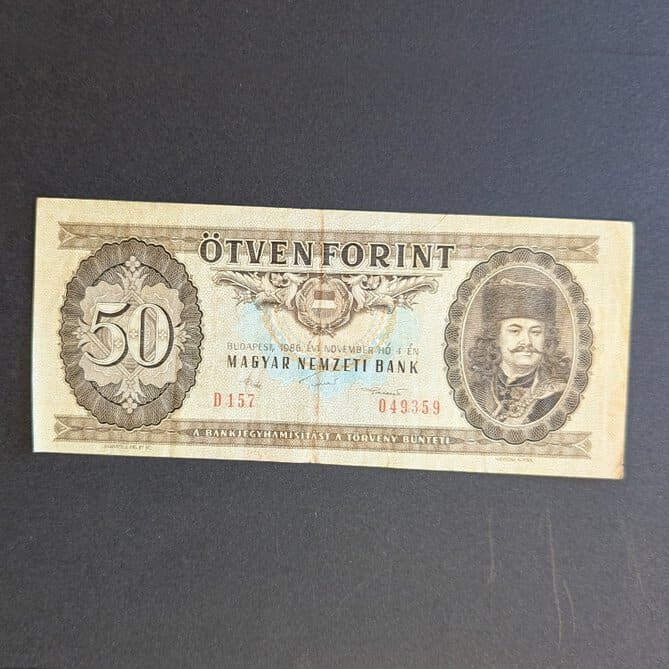 ÖTVEN FORINT
50
BUDAPEST, 1986. ÉVI NOVEMBER HÓ 4-ÉN
MAGYAR NEMZETI BANK
D 157 049359
A BANKJEGYHAMISÍTÁST A TÖRVÉNY BÜNTETI